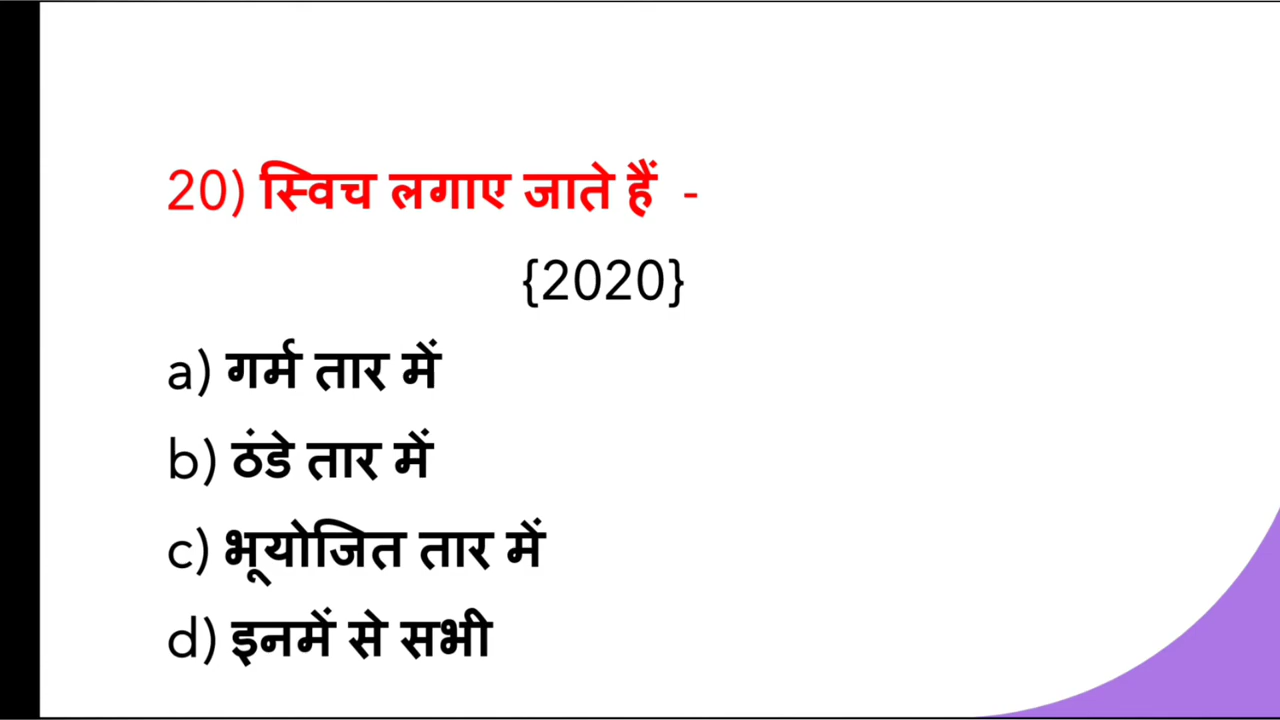 20) स्विच लगाए जाते हैं -
{2020}
a) गर्म तार में
b) ठंडे तार में
c) भूयोजित तार में
d) इनमें से सभी